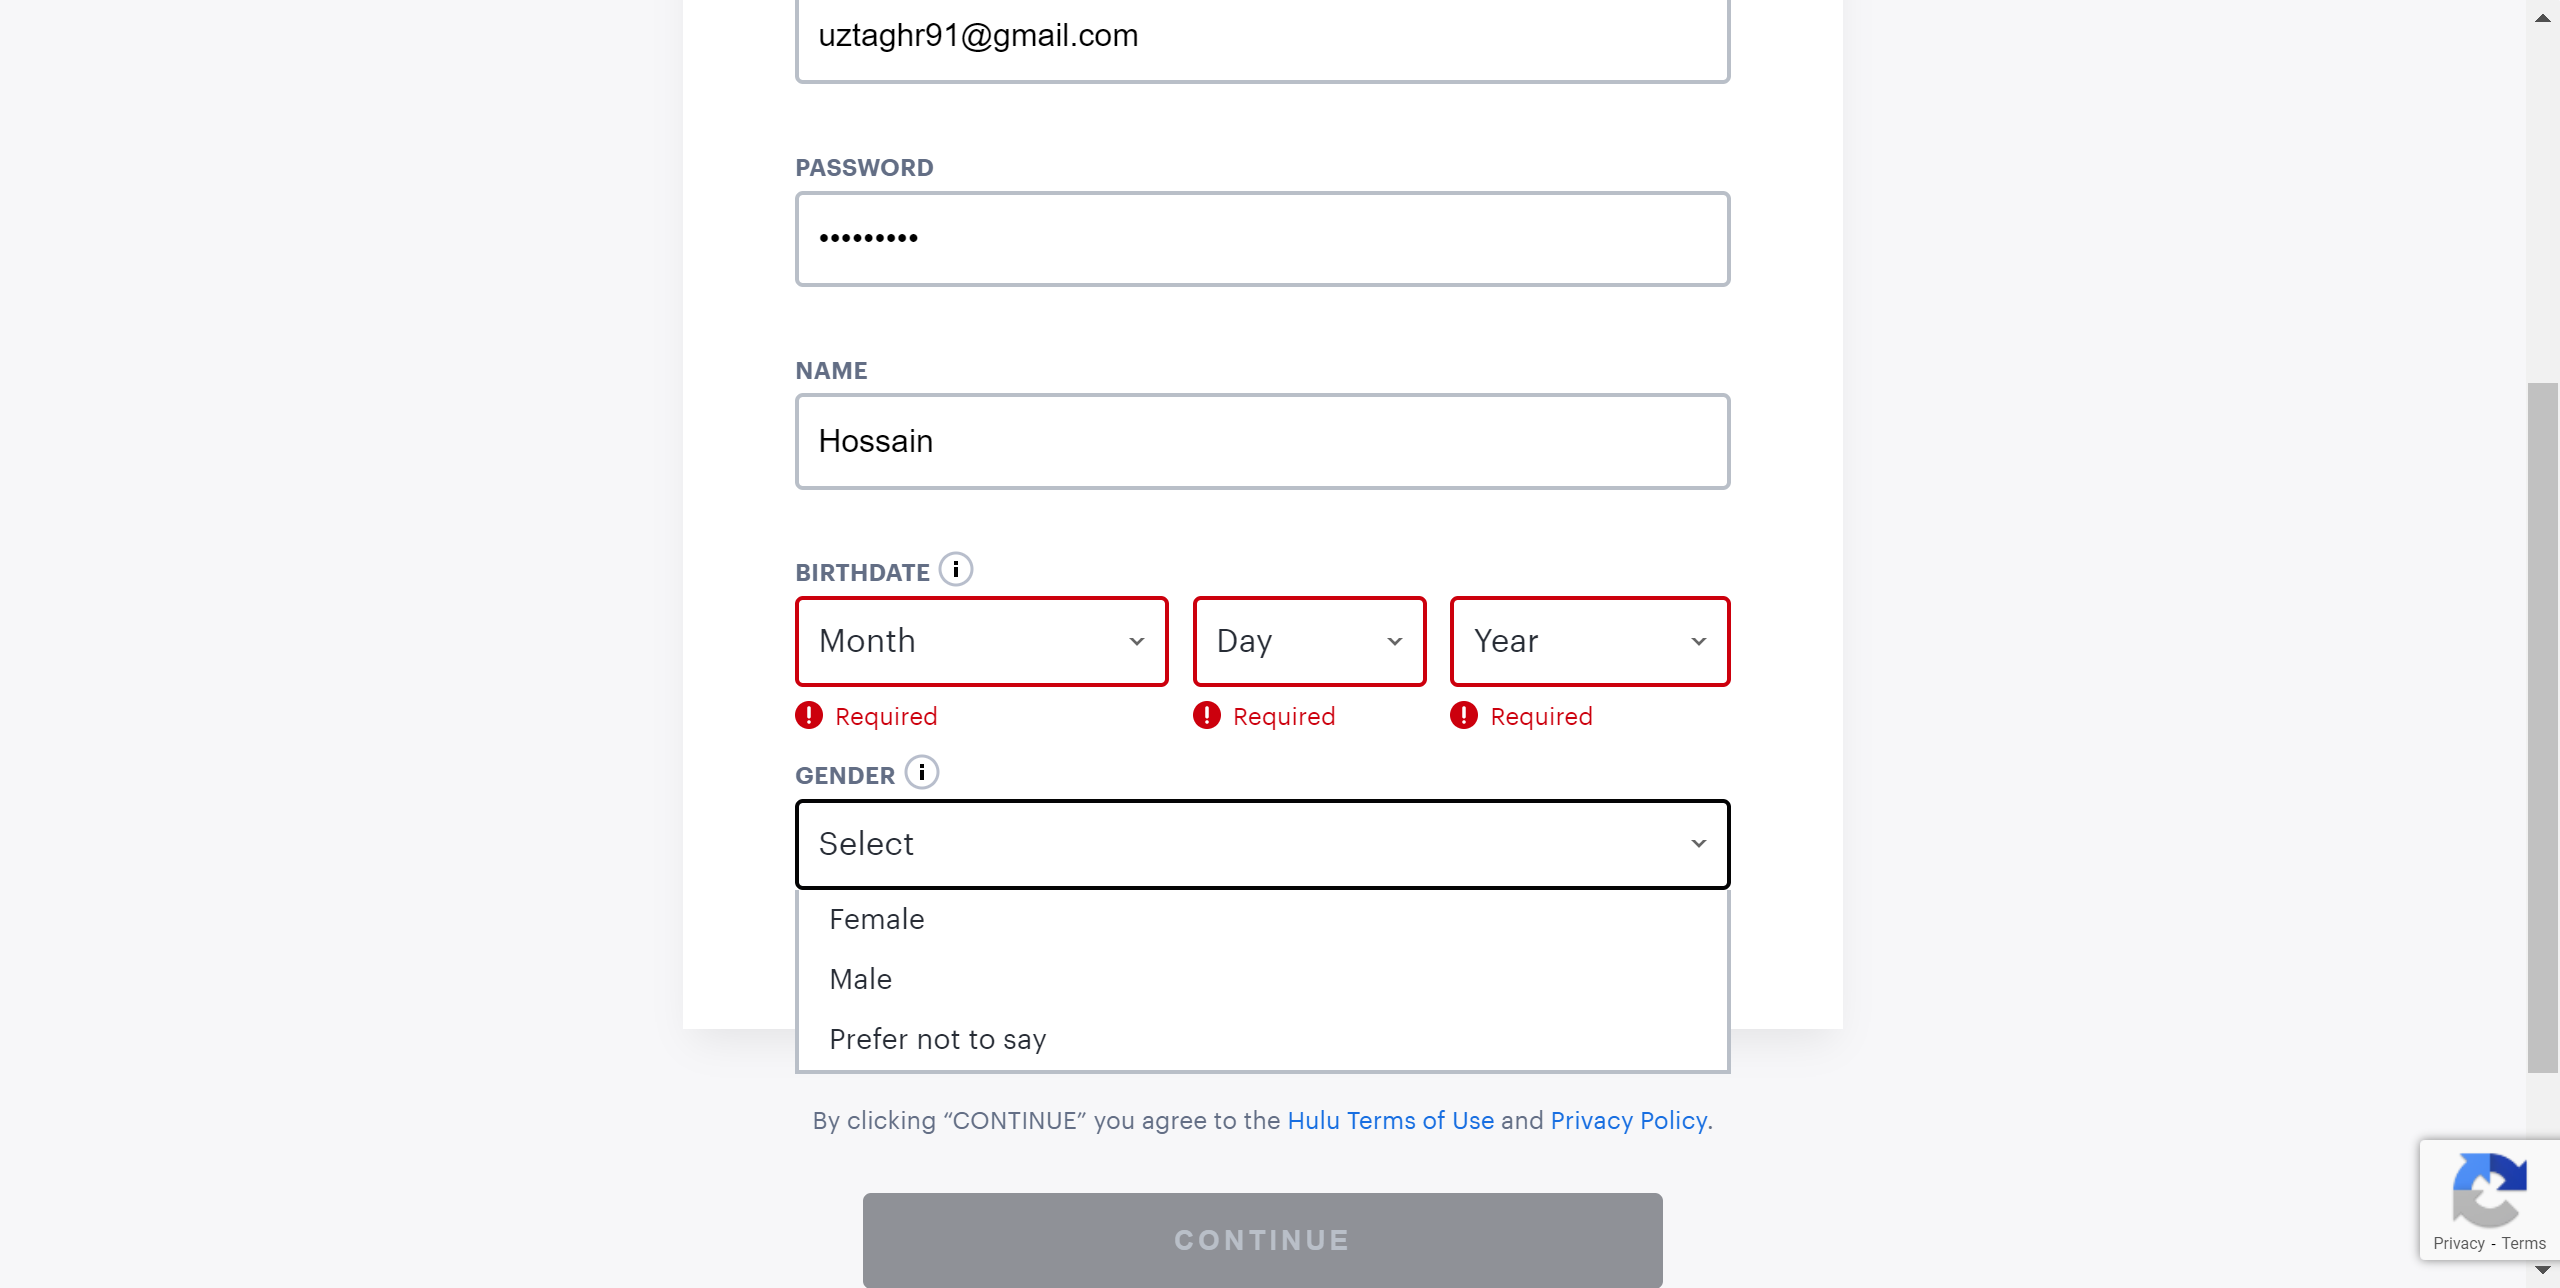 uztaghr91@gmail.com
PASSWORD
•••••••••
NAME
Hossain
BIRTHDATE
Month Day Year
Required Required Required
GENDER
Select
Female
Male
Prefer not to say
By clicking “CONTINUE” you agree to the Hulu Terms of Use and Privacy Policy.
CONTINUE
Privacy - Terms